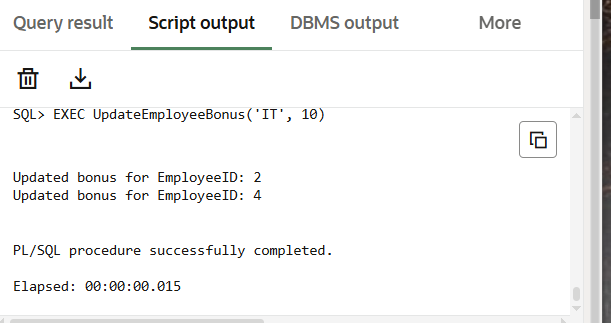 Query result Script output DBMS output More
SQL> EXEC UpdateEmployeeBonus('IT', 10)
Updated bonus for EmployeeID: 2
Updated bonus for EmployeeID: 4
PL/SQL procedure successfully completed.
Elapsed: 00:00:00.015